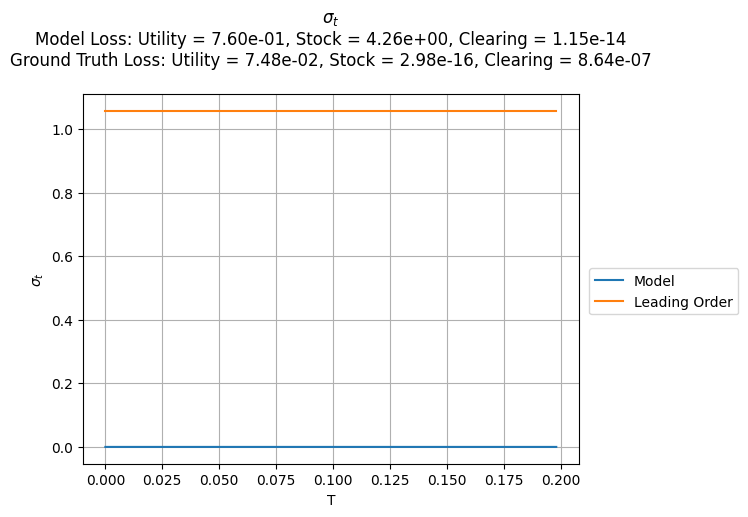 σt
Model Loss: Utility = 7.60e-01, Stock = 4.26e+00, Clearing = 1.15e-14
Ground Truth Loss: Utility = 7.48e-02, Stock = 2.98e-16, Clearing = 8.64e-07
1.0
0.8
0.6
0.4
0.2
0.0
σt
0.000 0.025 0.050 0.075 0.100 0.125 0.150 0.175 0.200
T
Model
Leading Order